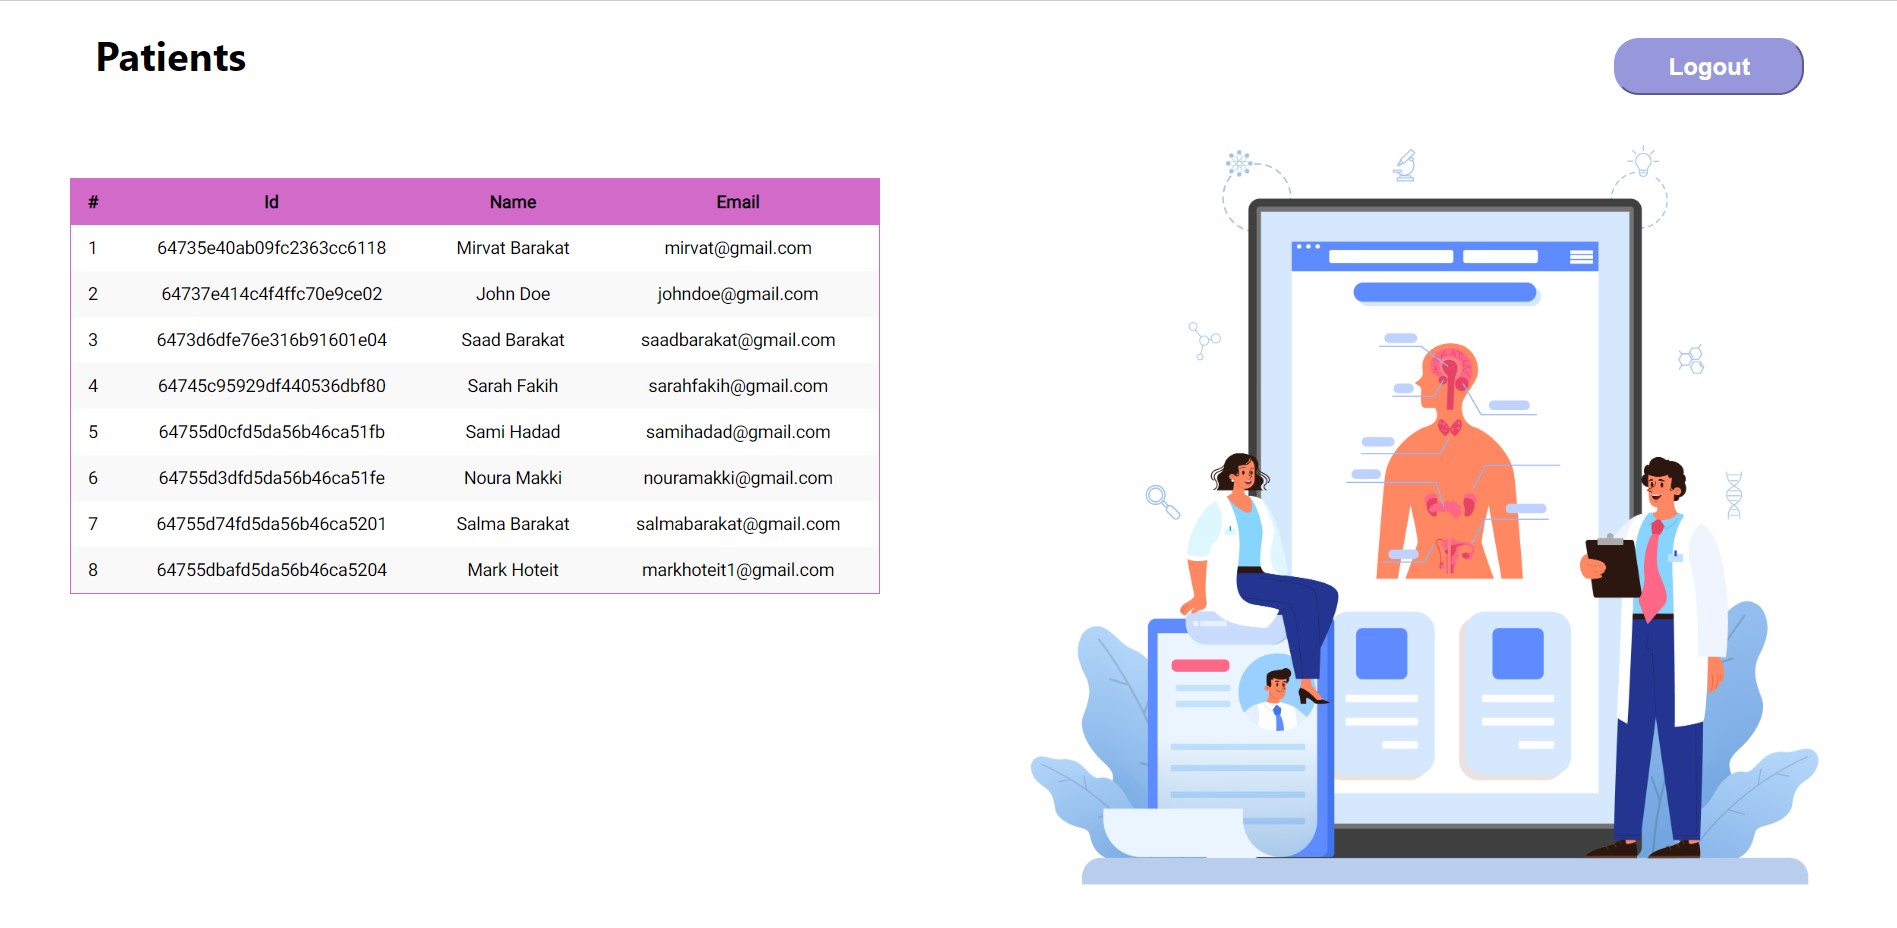 Patients
Logout
# Id Name Email
1 64735e40ab09fc2363cc6118 Mirvat Barakat mirvat@gmail.com
2 64737e414c4f4ffc70e9ce02 John Doe johndoe@gmail.com
3 6473d6dfe76e316b91601e04 Saad Barakat saadbarakat@gmail.com
4 64745c95929df440536dbf80 Sarah Fakih sarahfakih@gmail.com
5 64755d0cfd5da56b46ca51fb Sami Hadad samihadad@gmail.com
6 64755d3dfd5da56b46ca51fe Noura Makki nouramakki@gmail.com
7 64755d74fd5da56b46ca5201 Salma Barakat salmabarakat@gmail.com
8 64755dbafd5da56b46ca5204 Mark Hoteit markhoteit1@gmail.com